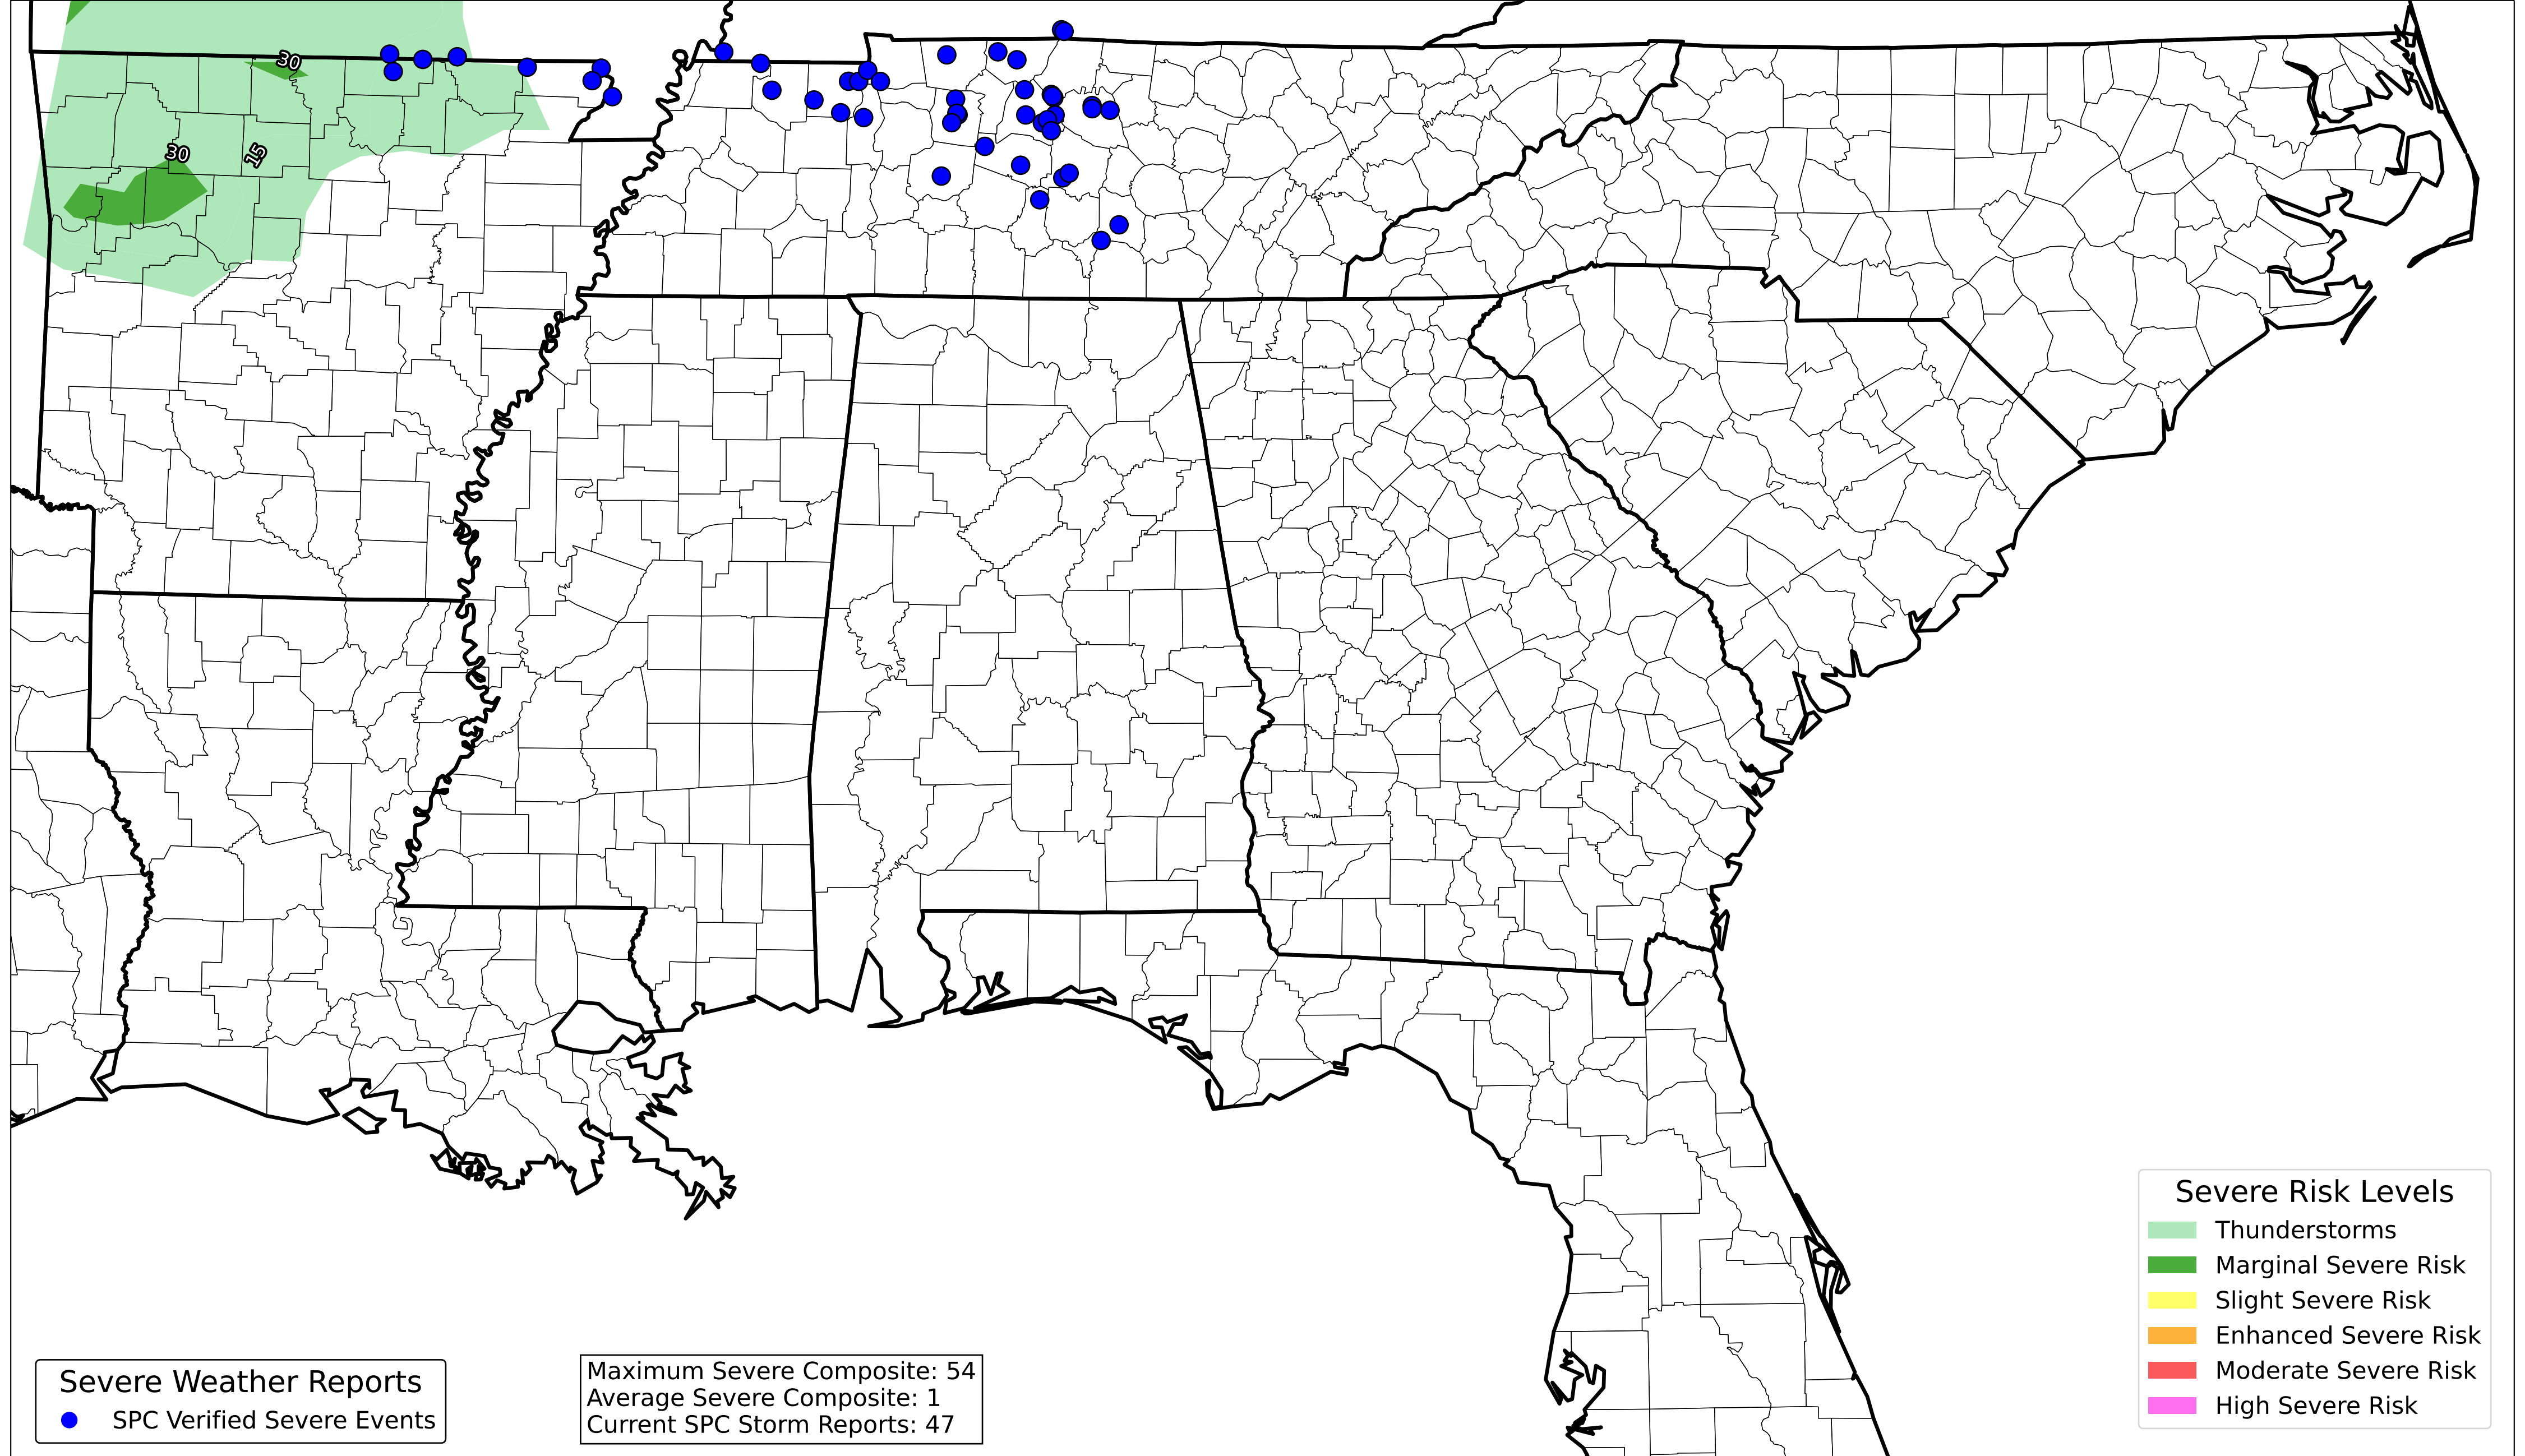 30
30
15
Severe Weather Reports
SPC Verified Severe Events
Maximum Severe Composite: 54
Average Severe Composite: 1
Current SPC Storm Reports: 47
Severe Risk Levels
Thunderstorms
Marginal Severe Risk
Slight Severe Risk
Enhanced Severe Risk
Moderate Severe Risk
High Severe Risk